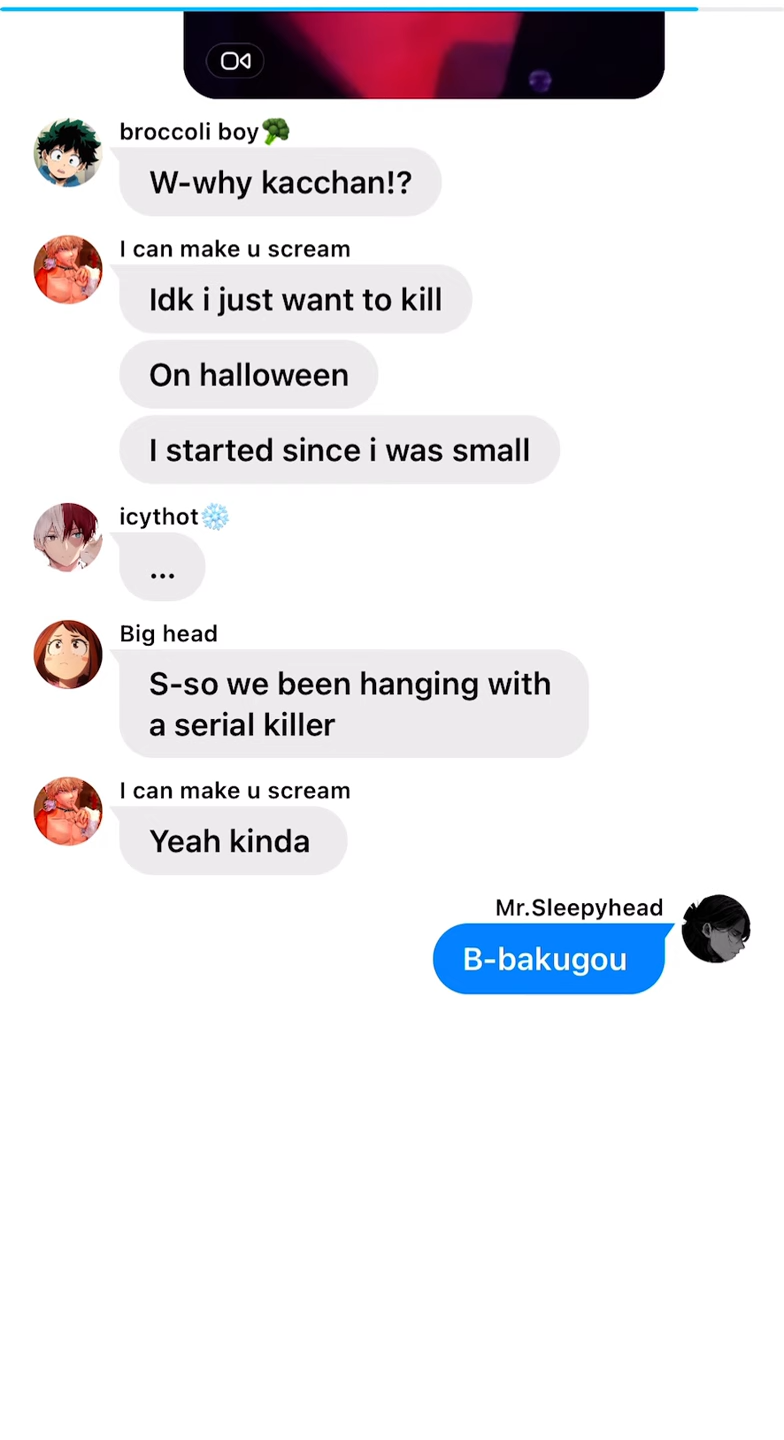 broccoli boy🥦
W-why kacchan!?
I can make u scream
Idk i just want to kill
On halloween
I started since i was small
icythot❄️
...
Big head
S-so we been hanging with
a serial killer
I can make u scream
Yeah kinda
Mr.Sleepyhead
B-bakugou